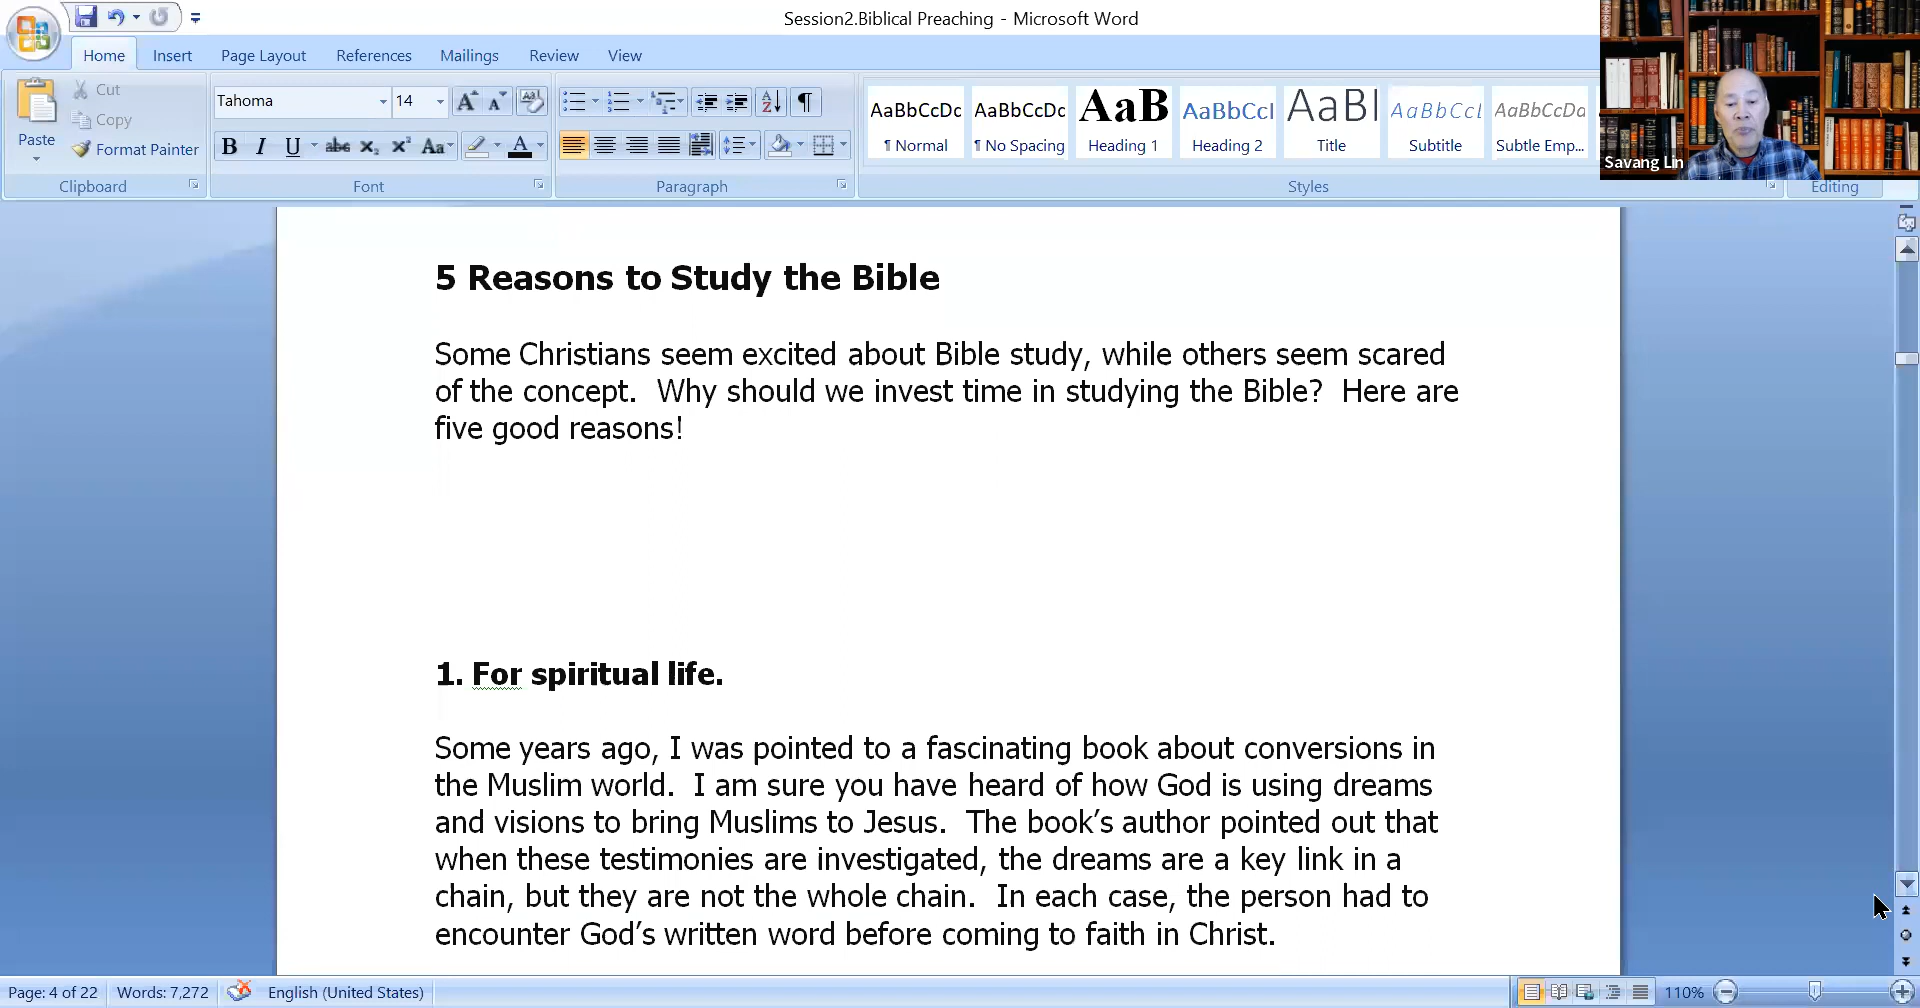 Session2.Biblical Preaching - Microsoft Word
Home Insert Page Layout References Mailings Review View
Paste
Cut
Copy
Format Painter
Clipboard
Tahoma 14
B I U abc x₂ x² Aa A
Font
Paragraph
AaBbCcDc AaBbCcDc AaB AaBbCcI AaBl AaBbCcL AaBbCcDa
¶ Normal ¶ No Spacing Heading 1 Heading 2 Title Subtitle Subtle Emp...
Styles
Editing
Savang Lin
5 Reasons to Study the Bible
Some Christians seem excited about Bible study, while others seem scared
of the concept.  Why should we invest time in studying the Bible?  Here are
five good reasons!
1. For spiritual life.
Some years ago, I was pointed to a fascinating book about conversions in
the Muslim world.  I am sure you have heard of how God is using dreams
and visions to bring Muslims to Jesus.  The book’s author pointed out that
when these testimonies are investigated, the dreams are a key link in a
chain, but they are not the whole chain.  In each case, the person had to
encounter God’s written word before coming to faith in Christ.
Page: 4 of 22 Words: 7,272 English (United States) 110%